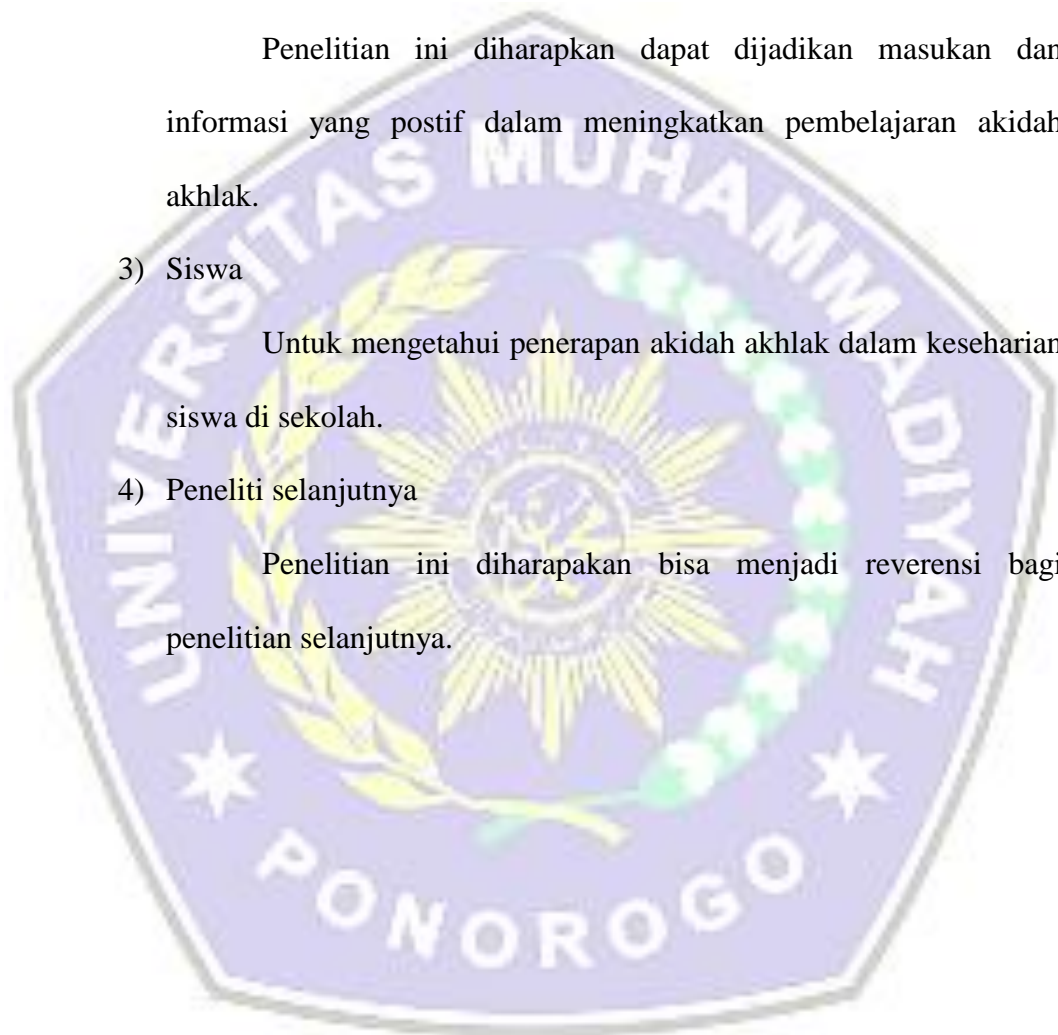 Penelitian ini diharapkan dapat dijadikan masukan dan
informasi yang postif dalam meningkatkan pembelajaran akidah
akhlak.
3) Siswa
Untuk mengetahui penerapan akidah akhlak dalam keseharian
siswa di sekolah.
4) Peneliti selanjutnya
Penelitian ini diharapakan bisa menjadi reverensi bagi
penelitian selanjutnya.
UNIVERSITAS MUHAMMADIYAH
PONOROGO